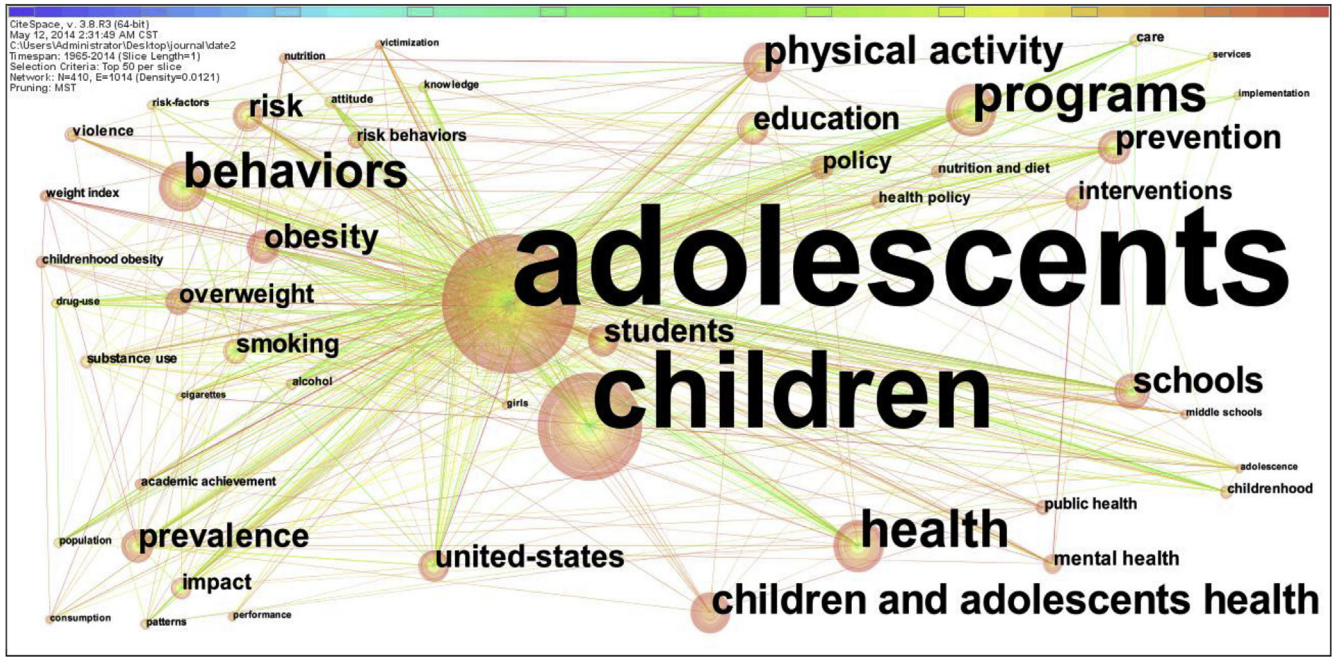 CiteSpace, v. 3.8.R3 (64-bit)
May 12, 2014 2:31:49 AM CST
C:\Users\Administrator\Desktop\journal\date2
Timespan: 1965-2014 (Slice Length=1)
Selection Criteria: Top 50 per slice
Network: N=410, E=1014 (Density=0.0121)
Pruning: MST
victimization
nutrition
knowledge
risk-factors
attitude
risk
violence
risk behaviors
behaviors
weight index
obesity
childrenhood obesity
overweight
drug-use
smoking
substance use
alcohol
cigarettes
physical activity
care
services
programs
implementation
education
prevention
policy
nutrition and diet
health policy
interventions
adolescents
students
children
girls
schools
middle schools
adolescence
childrenhood
academic achievement
public health
population
prevalence
united-states
health
mental health
impact
children and adolescents health
consumption
patterns
performance